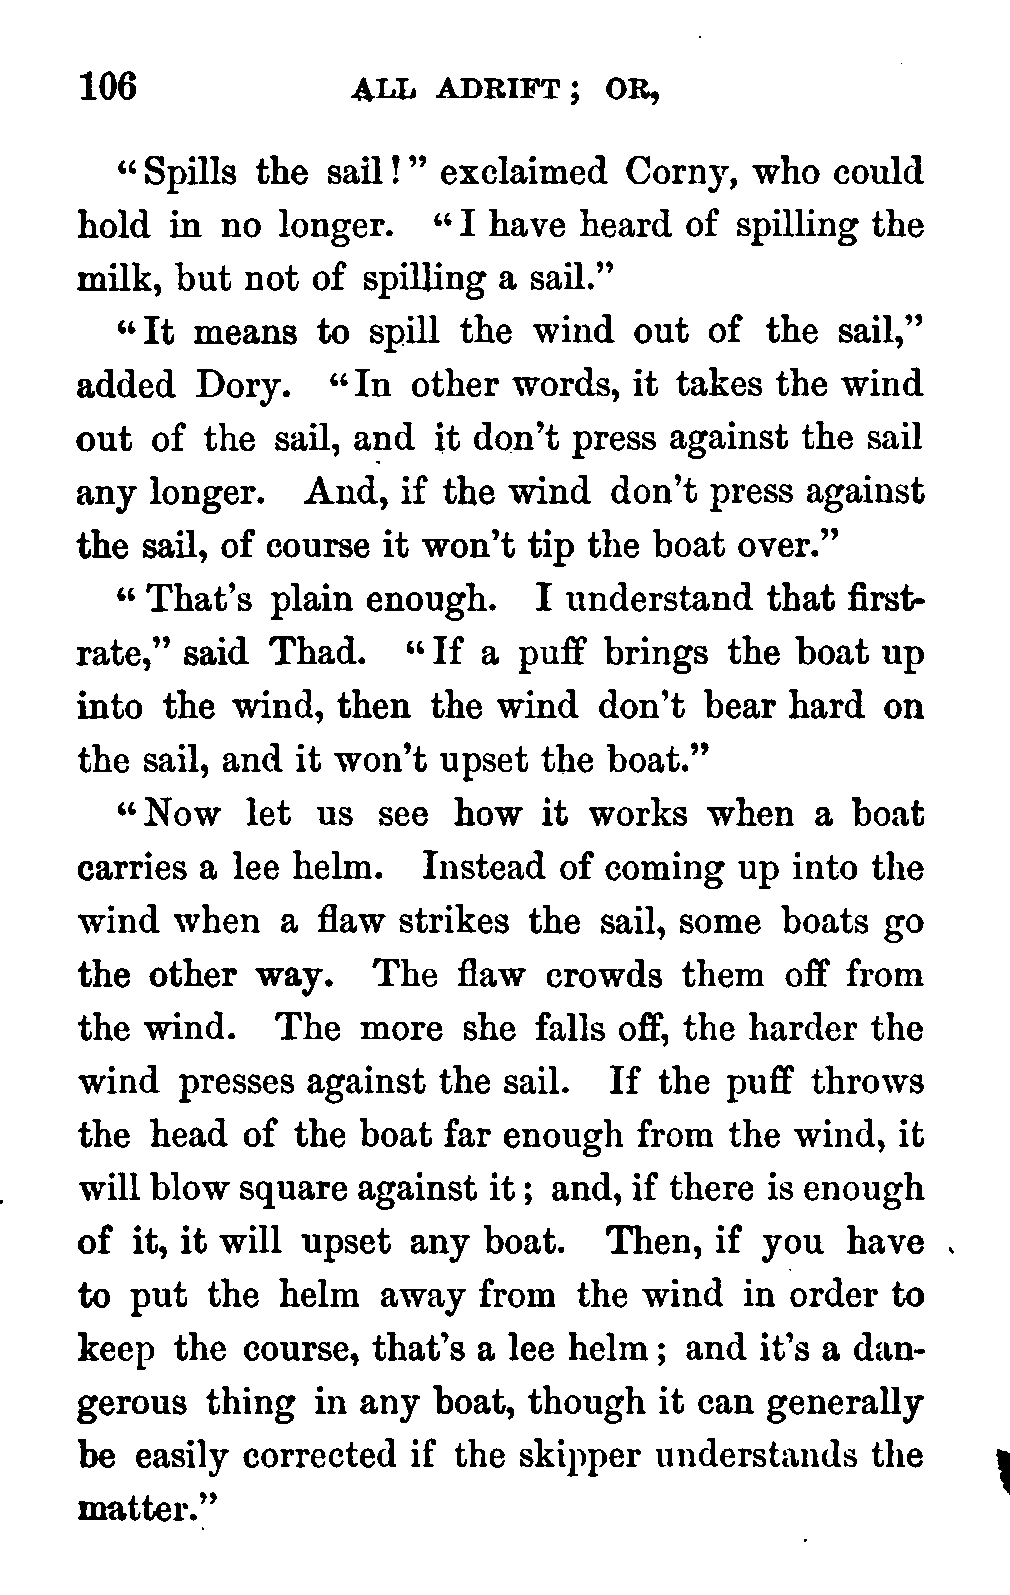 106 ALL ADRIFT; OR,
"Spills the sail!" exclaimed Corny, who could
hold in no longer. "I have heard of spilling the
milk, but not of spilling a sail."
"It means to spill the wind out of the sail,"
added Dory. "In other words, it takes the wind
out of the sail, and it don't press against the sail
any longer. And, if the wind don't press against
the sail, of course it won't tip the boat over."
"That's plain enough. I understand that first-
rate," said Thad. "If a puff brings the boat up
into the wind, then the wind don't bear hard on
the sail, and it won't upset the boat."
"Now let us see how it works when a boat
carries a lee helm. Instead of coming up into the
wind when a flaw strikes the sail, some boats go
the other way. The flaw crowds them off from
the wind. The more she falls off, the harder the
wind presses against the sail. If the puff throws
the head of the boat far enough from the wind, it
will blow square against it; and, if there is enough
of it, it will upset any boat. Then, if you have
to put the helm away from the wind in order to
keep the course, that's a lee helm; and it's a dan-
gerous thing in any boat, though it can generally
be easily corrected if the skipper understands the
matter."